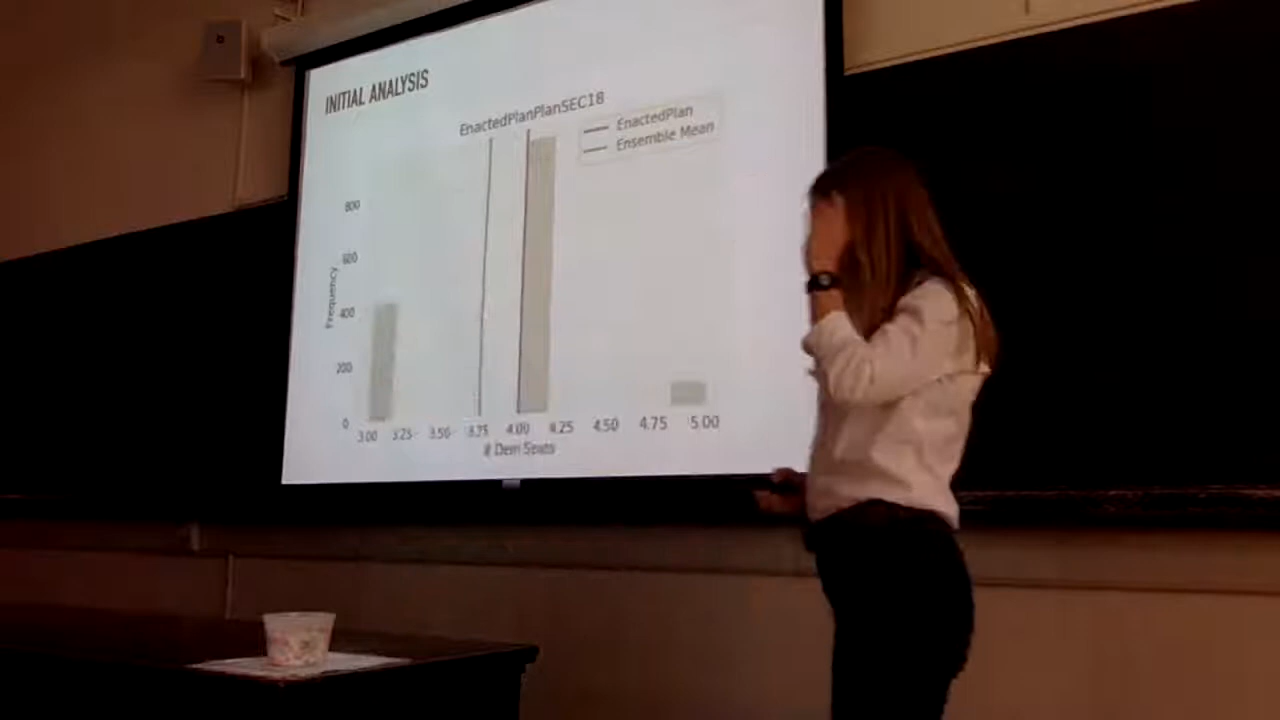 INITIAL ANALYSIS
EnactedPlanPlanSEC18
EnactedPlan
Ensemble Mean
800
600
400
200
0
Frequency
3.00 3.25 3.50 3.75 4.00 4.25 4.50 4.75 5.00
# Dem Seats